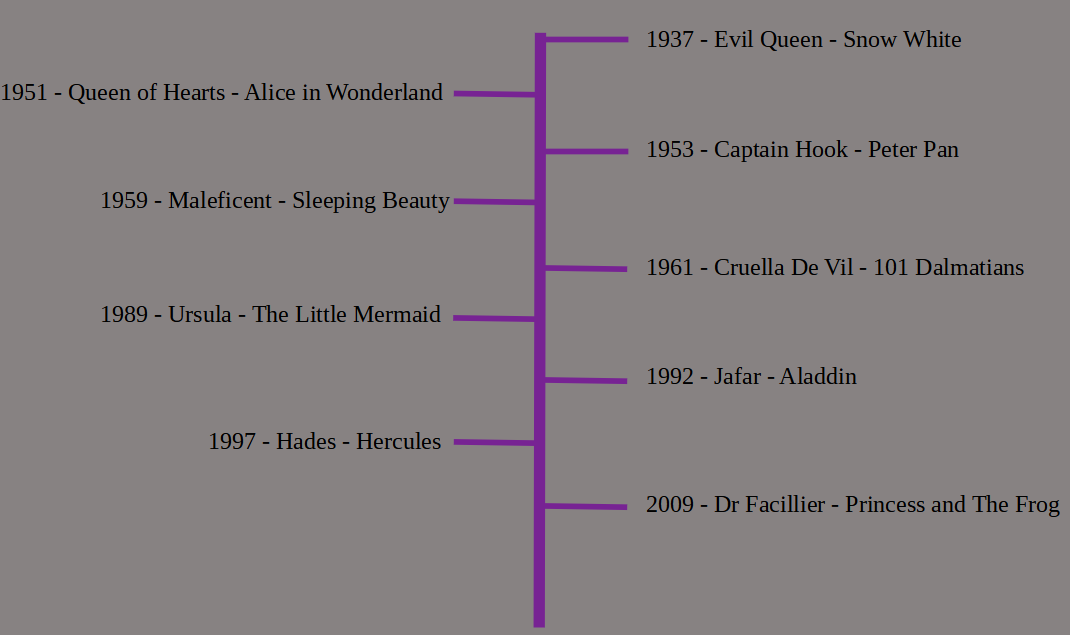 1937 - Evil Queen - Snow White
1951 - Queen of Hearts - Alice in Wonderland
1953 - Captain Hook - Peter Pan
1959 - Maleficent - Sleeping Beauty
1961 - Cruella De Vil - 101 Dalmatians
1989 - Ursula - The Little Mermaid
1992 - Jafar - Aladdin
1997 - Hades - Hercules
2009 - Dr Facillier - Princess and The Frog